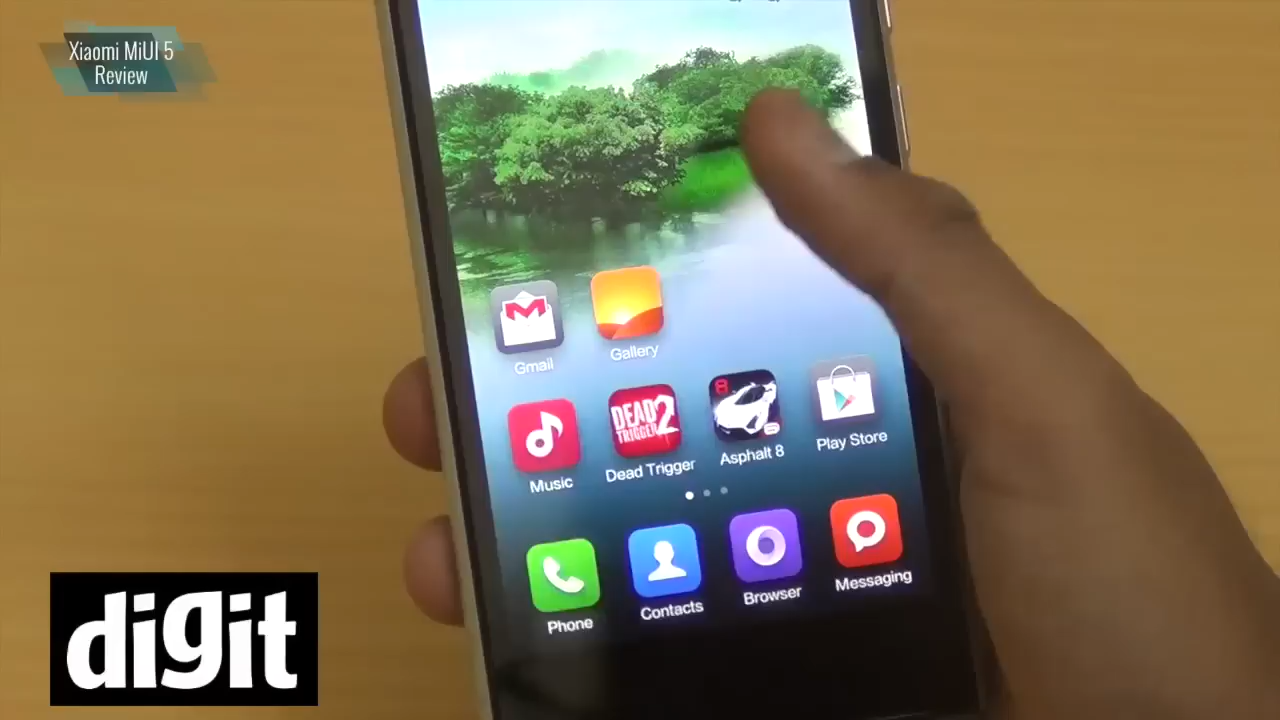 Xiaomi MiUI 5
Review
Gmail
Gallery
DEAD
TRIGGER 2
8
Music
Dead Trigger
Asphalt 8
Play Store
Phone
Contacts
Browser
Messaging
digit